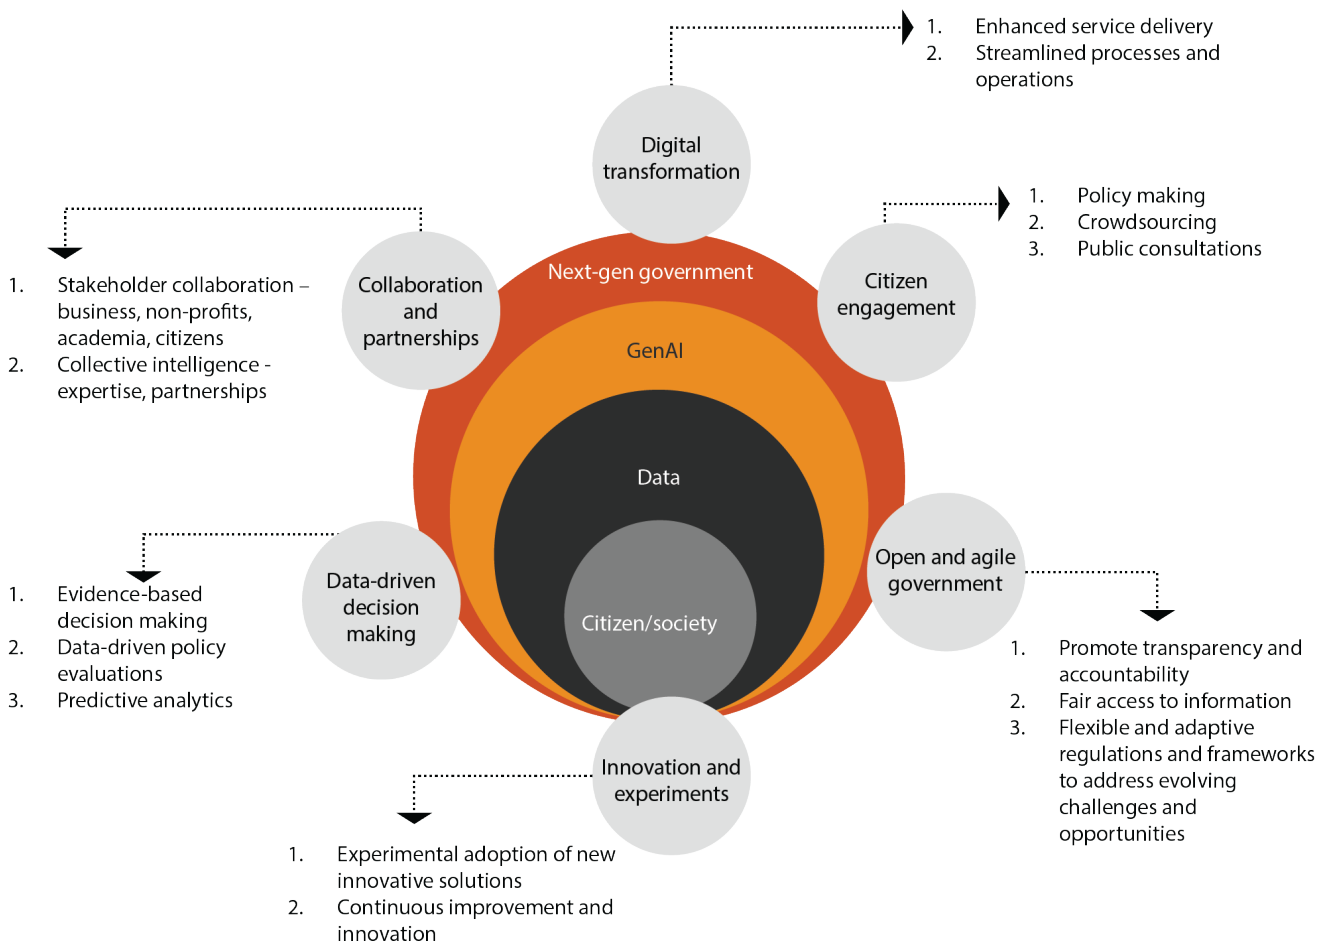 1. Enhanced service delivery
2. Streamlined processes and
operations
Digital
transformation
1. Policy making
2. Crowdsourcing
3. Public consultations
Citizen
engagement
Collaboration
and
partnerships
1. Stakeholder collaboration –
business, non-profits,
academia, citizens
2. Collective intelligence -
expertise, partnerships
Next-gen government
GenAI
Data
Citizen/society
Open and agile
government
1. Promote transparency and
accountability
2. Fair access to information
3. Flexible and adaptive
regulations and frameworks
to address evolving
challenges and
opportunities
Data-driven
decision
making
1. Evidence-based
decision making
2. Data-driven policy
evaluations
3. Predictive analytics
Innovation and
experiments
1. Experimental adoption of new
innovative solutions
2. Continuous improvement and
innovation